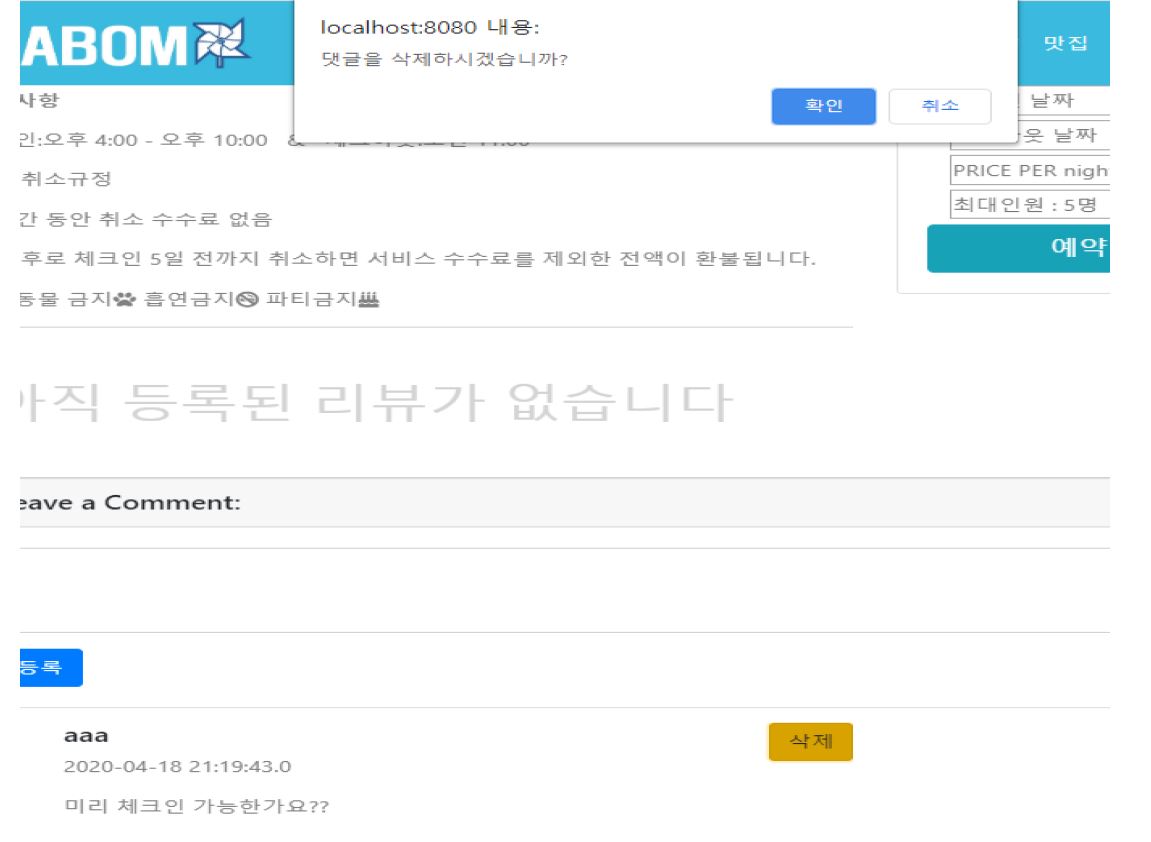 ABOM
localhost:8080 내용:
댓글을 삭제하시겠습니까?
확인
취소
맛집
사항
날짜
인:오후 4:00 - 오후 10:00 &
웃 날짜
취소규정
PRICE PER nigh
간 동안 취소 수수료 없음
최대인원 : 5명
예약
후로 체크인 5일 전까지 취소하면 서비스 수수료를 제외한 전액이 환불됩니다.
동물 금지 흡연금지 파티금지
아직 등록된 리뷰가 없습니다
eave a Comment:
등록
aaa
삭제
2020-04-18 21:19:43.0
미리 체크인 가능한가요??